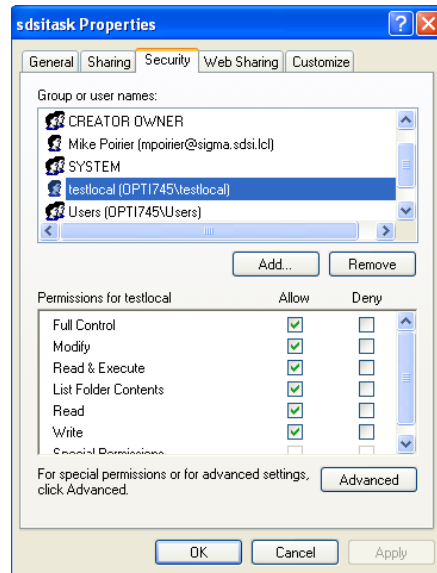 sdsitask Properties
General Sharing Security Web Sharing Customize
Group or user names:
CREATOR OWNER
Mike Poirier (mpoirier@sigma.sdsi.lcl)
SYSTEM
testlocal (OPTI745\testlocal)
Users (OPTI745\Users)
Add... Remove
Permissions for testlocal Allow Deny
Full Control
Modify
Read & Execute
List Folder Contents
Read
Write
Special Permissions
For special permissions or for advanced settings,
click Advanced.
Advanced
OK Cancel Apply